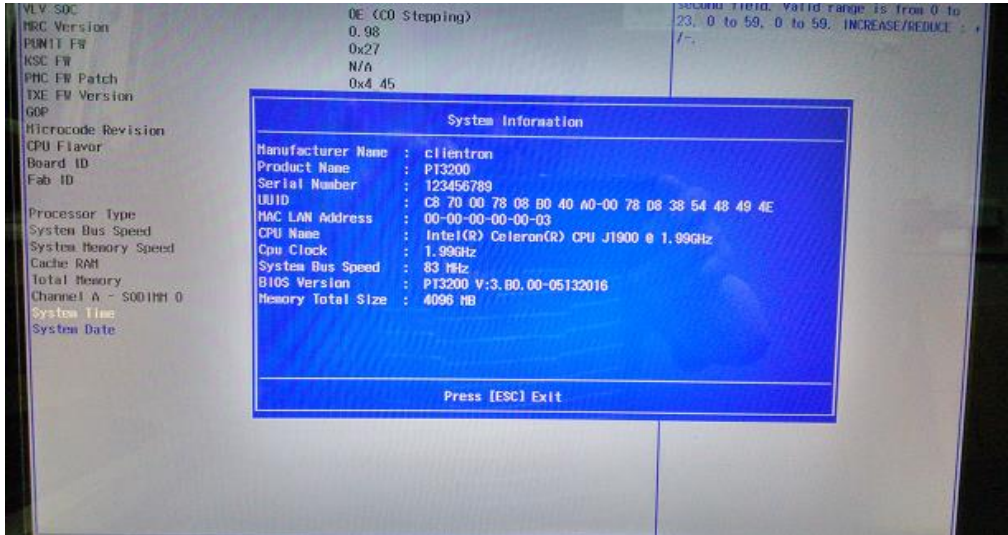 VLV SOC 0E (C0 Stepping)
MRC Version 0.98
PUNIT FW 0x27
KSC FW N/A
PMC FW Patch 0x4_45
TXE FW Version
GOP
Microcode Revision
CPU Flavor
Board ID
Fab ID
Processor Type
System Bus Speed
System Memory Speed
Cache RAM
Total Memory
Channel A - SODIMM 0
System Time
System Date
second field. Valid range is from 0 to
23, 0 to 59, 0 to 59. INCREASE/REDUCE : +
/-.
System Information
Manufacturer Name : clientron
Product Name : PT3200
Serial Number : 123456789
UUID : C8 70 00 78 08 B0 40 A0-00 78 D8 38 54 48 49 4E
MAC LAN Address : 00-00-00-00-00-03
CPU Name : Intel(R) Celeron(R) CPU J1900 @ 1.99GHz
Cpu Clock : 1.99GHz
System Bus Speed : 83 MHz
BIOS Version : PT3200 V:3.B0.00-05132016
Memory Total Size : 4096 MB
Press [ESC] Exit